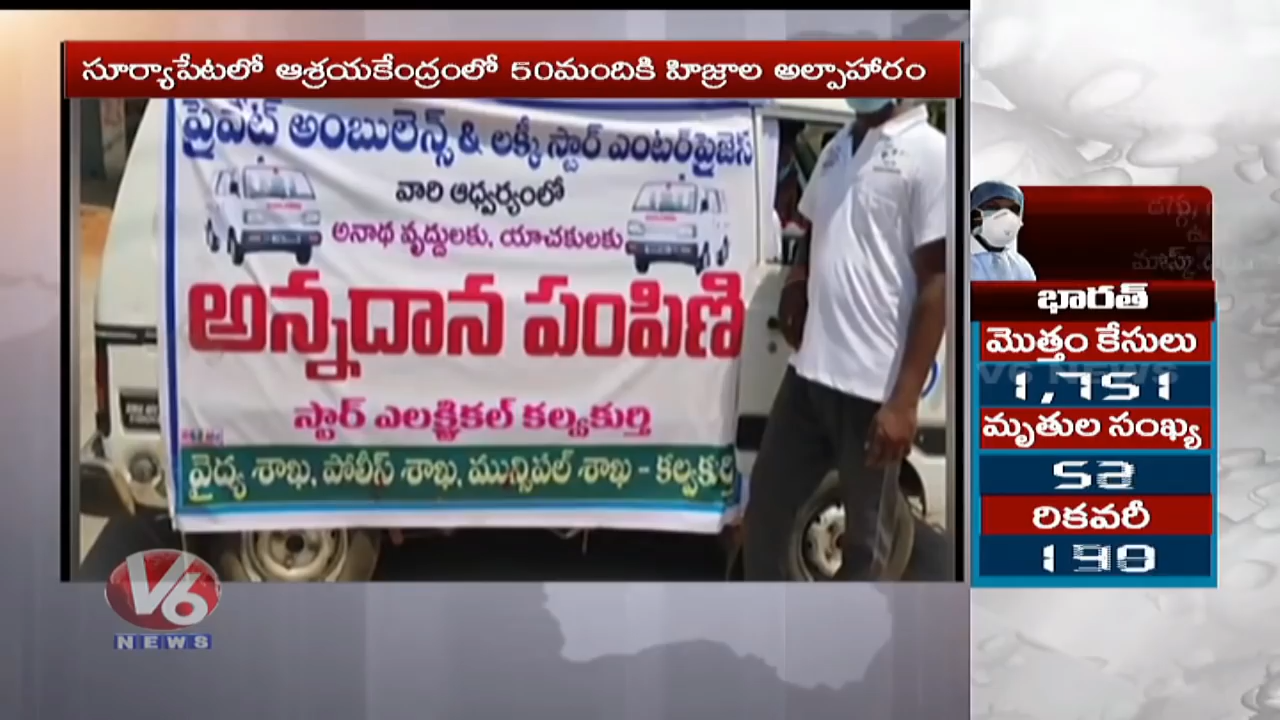 సూర్యాపేటలో ఆశ్రయకేంద్రంలో 50మందికి హిజ్రాల అల్పాహారం
ప్రైవేట్ అంబులెన్స్ & లక్కీ స్టార్ ఎంటర్‌ప్రైజెస్
వారి ఆధ్వర్యంలో
అనాథ వృద్దులకు, యాచకులకు
అన్నదాన పంపిణి
స్టార్ ఎలక్ట్రికల్ కల్వకుర్తి
వైద్య శాఖ, పోలీస్ శాఖ, మున్సిపల్ శాఖ - కల్వకుర్తి
భారత్
మొత్తం కేసులు
1,751
మృతుల సంఖ్య
52
రికవరీ
190
V6
NEWS